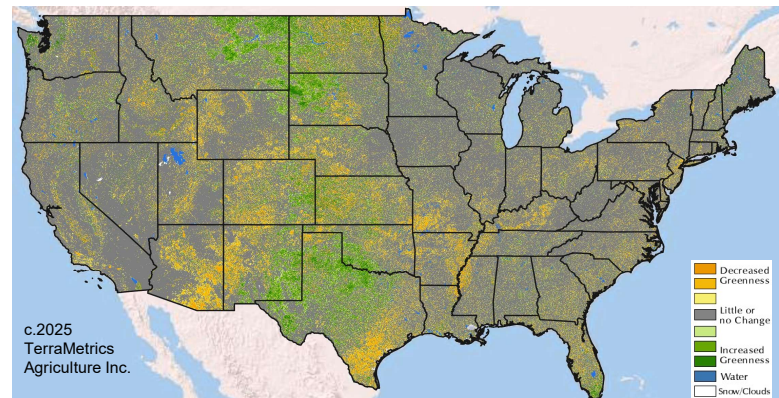 Decreased
Greenness
Little or
no Change
Increased
Greenness
Water
Snow/Clouds
c.2025
TerraMetrics
Agriculture Inc.